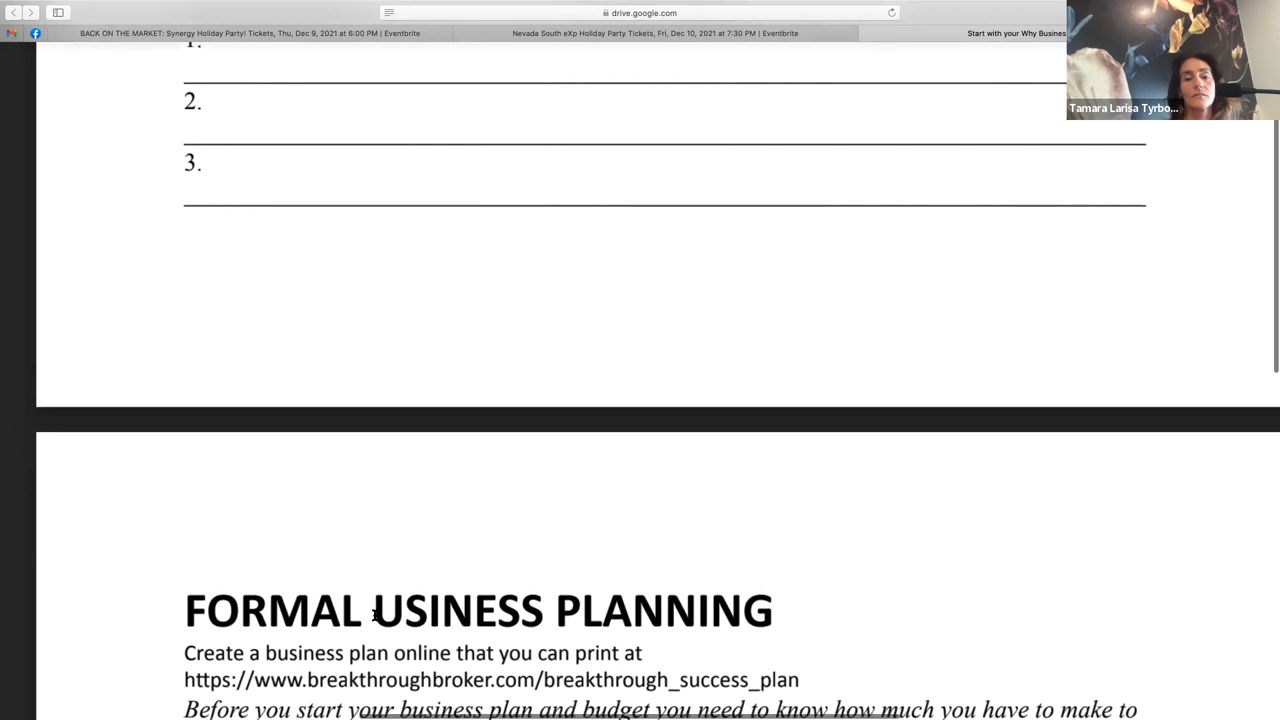 drive.google.com
BACK ON THE MARKET: Synergy Holiday Party! Tickets, Thu, Dec 9, 2021 at 6:00 PM | Eventbrite
Nevada South eXp Holiday Party Tickets, Fri, Dec 10, 2021 at 7:30 PM | Eventbrite
Start with your Why Busines
Tamara Larisa Tyrbo...
1.
2.
3.
FORMAL USINESS PLANNING
Create a business plan online that you can print at
https://www.breakthroughbroker.com/breakthrough_success_plan
Before you start your business plan and budget you need to know how much you have to make to